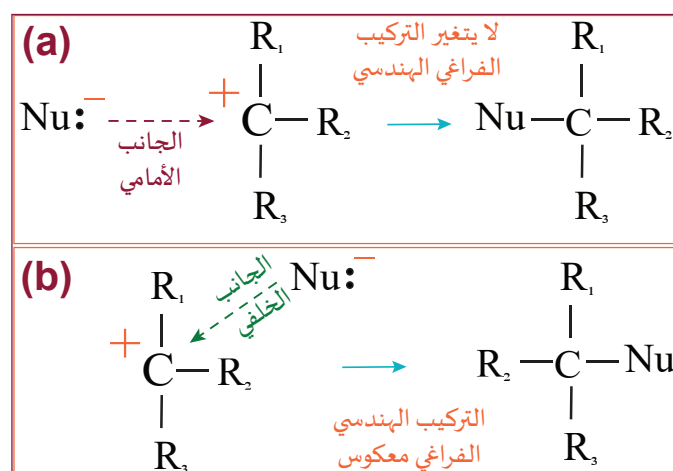 (a)
لا يتغير التركيب
الفراغي الهندسي
R₁
R₁
Nu:⁻
+
C
R₂
Nu
C
R₂
الجانب
الأمامي
R₃
R₃
(b)
الجانب
الخلفي
Nu:⁻
R₁
R₁
+
C
R₂
R₂
C
Nu
R₃
R₃
التركيب الهندسي
الفراغي معكوس